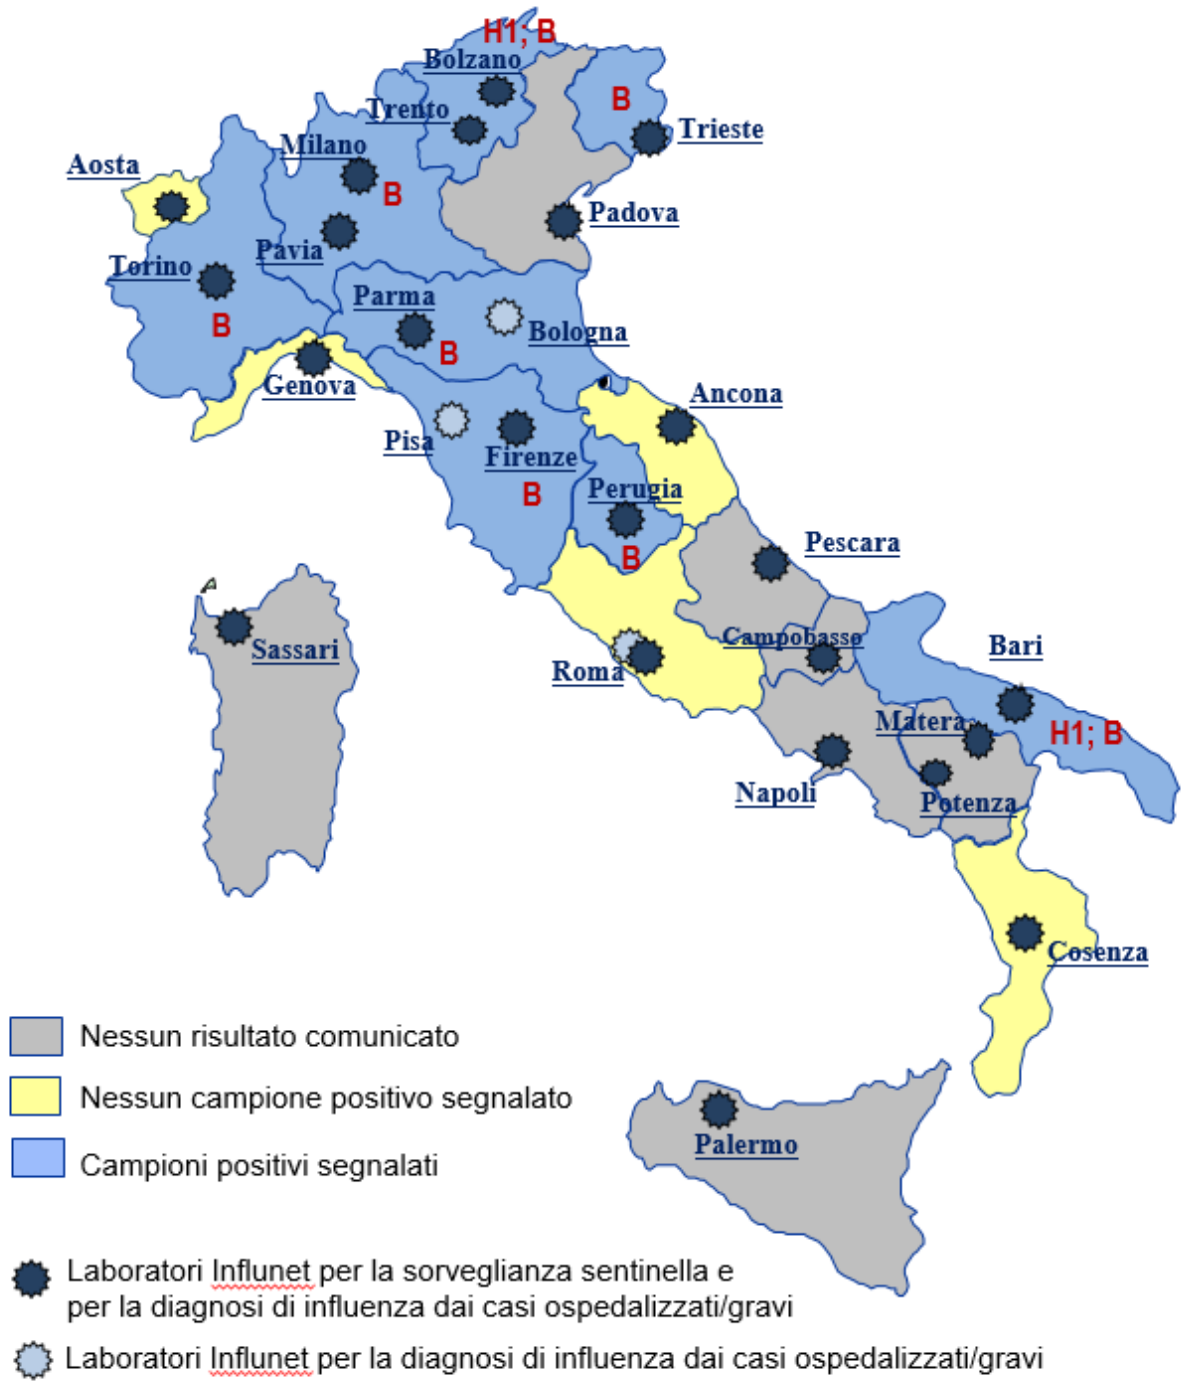 H1; B
Bolzano
B
Trento
Trieste
Milano
Aosta
B
Padova
Pavia
Torino
Parma
B
Bologna
B
Genova
Ancona
Pisa
Firenze
B
Perugia
Pescara
B
Campobasso
Sassari
Bari
Roma
Matera
H1; B
Napoli
Potenza
Cosenza
Nessun risultato comunicato
Nessun campione positivo segnalato
Campioni positivi segnalati
Palermo
Laboratori Influnet per la sorveglianza sentinella e
per la diagnosi di influenza dai casi ospedalizzati/gravi
Laboratori Influnet per la diagnosi di influenza dai casi ospedalizzati/gravi